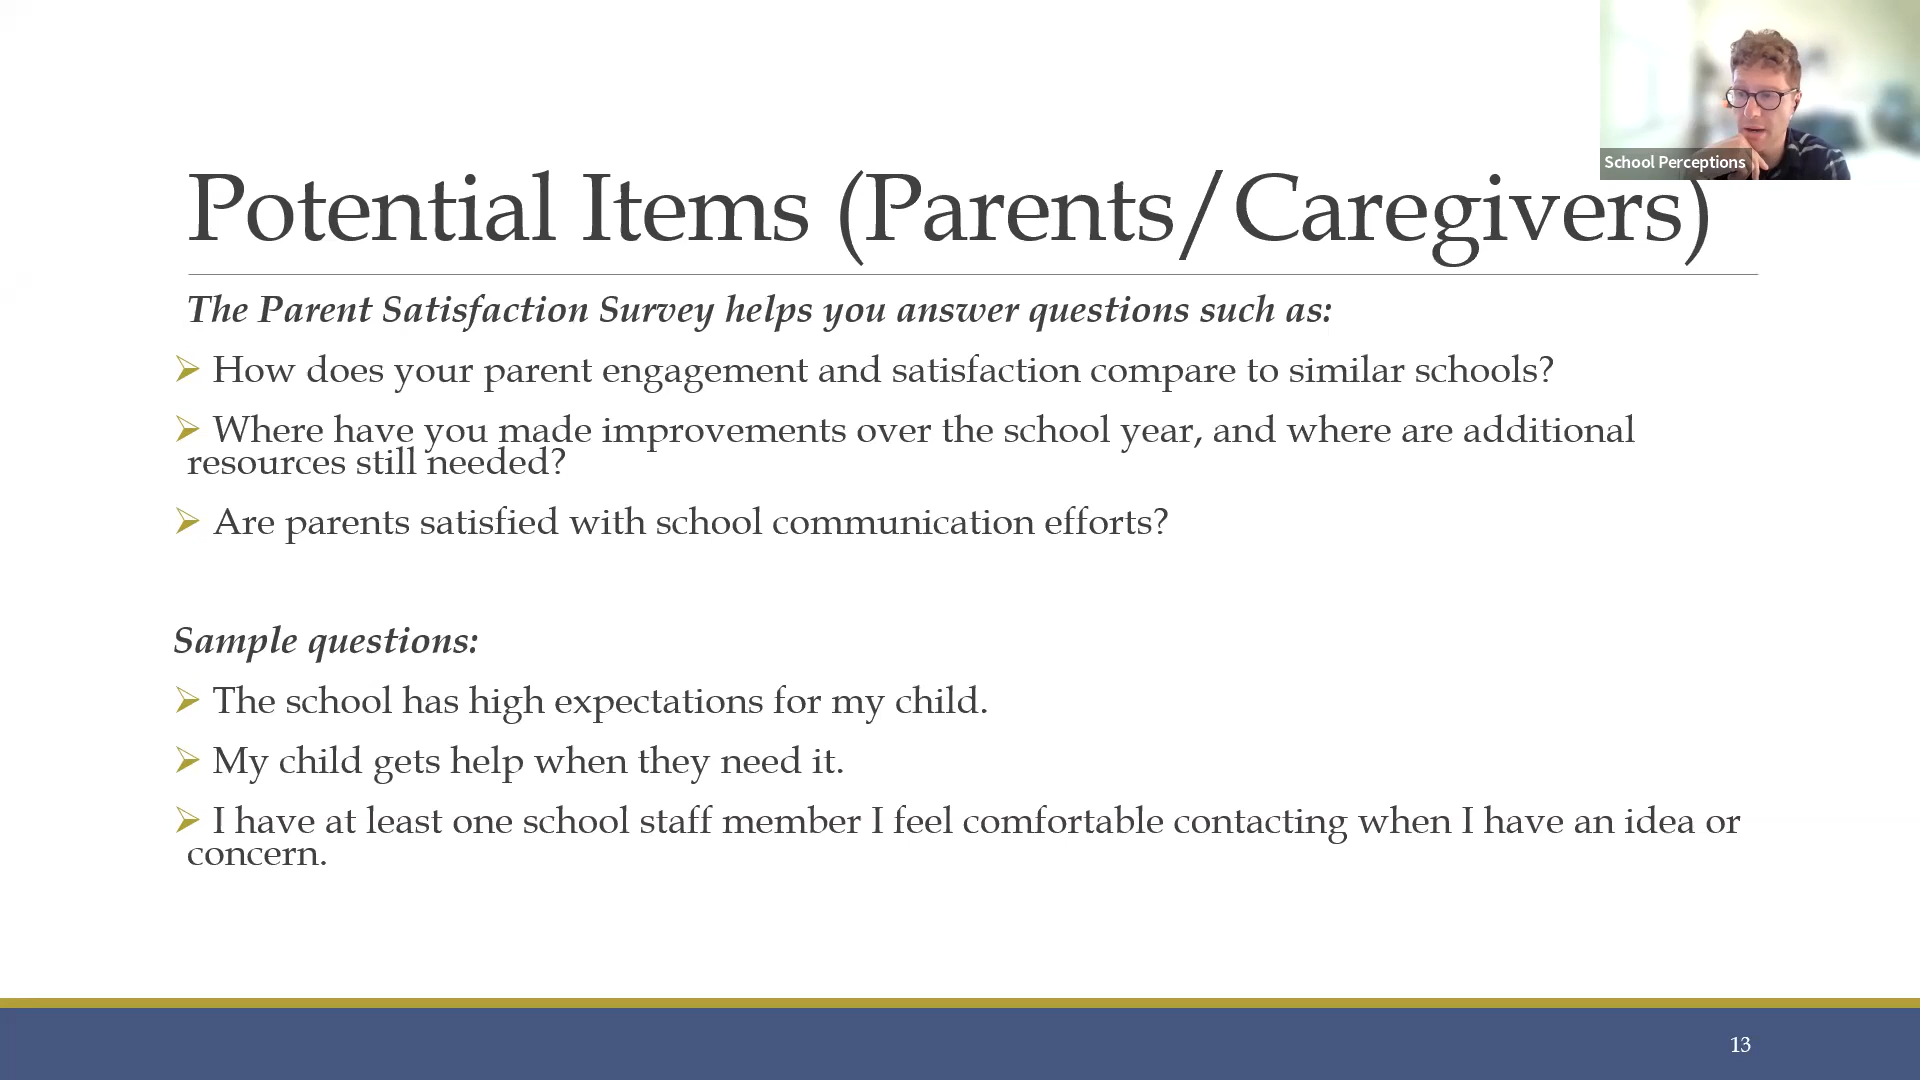 School Perceptions
Potential Items (Parents/Caregivers)
The Parent Satisfaction Survey helps you answer questions such as:
How does your parent engagement and satisfaction compare to similar schools?
Where have you made improvements over the school year, and where are additional
resources still needed?
Are parents satisfied with school communication efforts?
Sample questions:
The school has high expectations for my child.
My child gets help when they need it.
I have at least one school staff member I feel comfortable contacting when I have an idea or
concern.
13